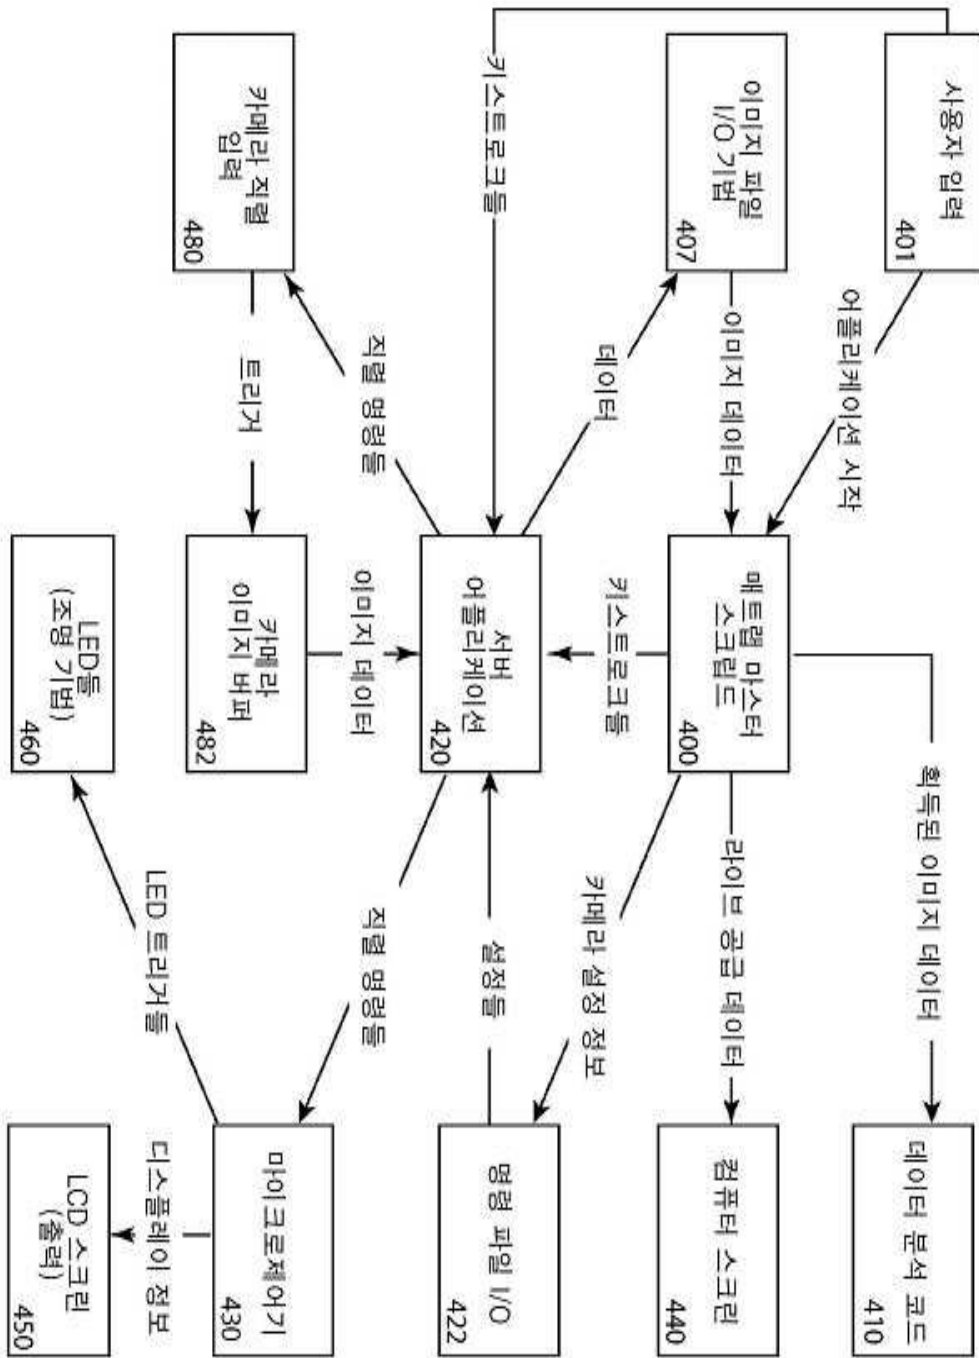 사용자 입력
401
어플리케이션 시작
획득된 이미지 데이터
데이터 분석 코드
410
이미지 파일
I/O 기법
407
이미지 데이터
매트랩 마스터
스크립드
400
라이브 공급 데이터
컴퓨터 스크린
440
데이터
키스트로크들
카메라 설정 정보
키스트로크들
서버
어플리케이션
420
설정들
명령 파일 I/O
422
직렬 명령들
이미지 데이터
직렬 명령들
카메라 직렬
입력
480
트리거
카메라
이미지 버퍼
482
마이크로제어기
430
LED 트리거들
디스플레이 정보
LED들
(조명 기법)
460
LCD 스크린
(출력)
450